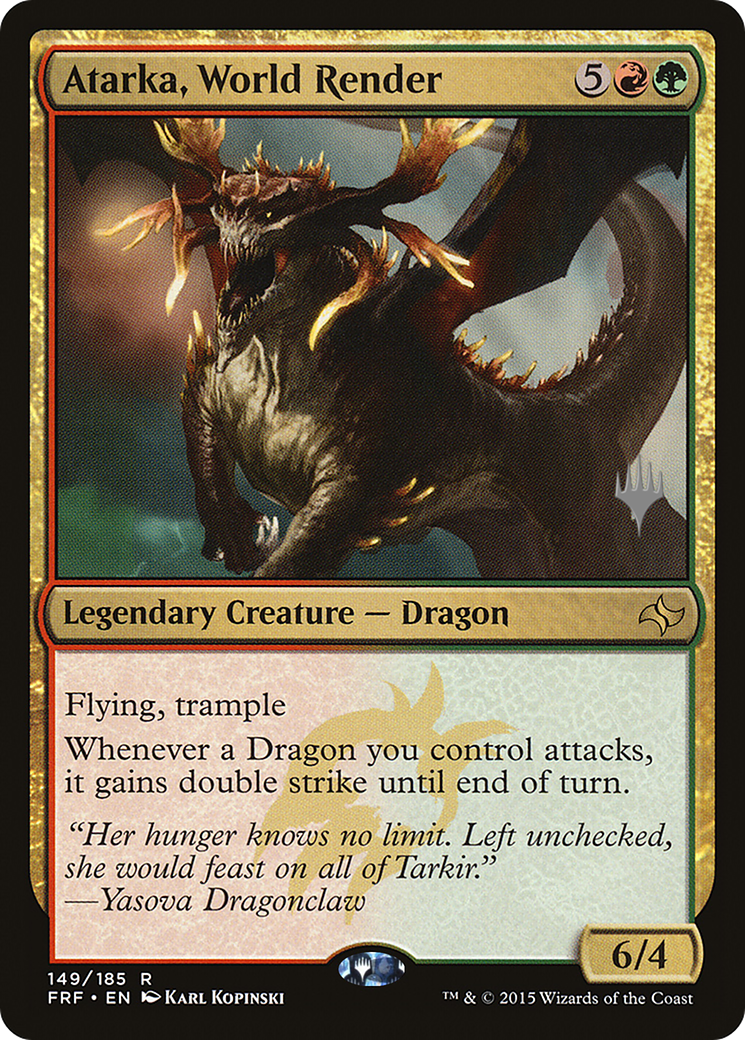 Atarka, World Render 5
Legendary Creature — Dragon
Flying, trample
Whenever a Dragon you control attacks,
it gains double strike until end of turn.
“Her hunger knows no limit. Left unchecked,
she would feast on all of Tarkir.”
—Yasova Dragonclaw
6/4
149/185 R
FRF • EN Karl Kopinski
™ & © 2015 Wizards of the Coast